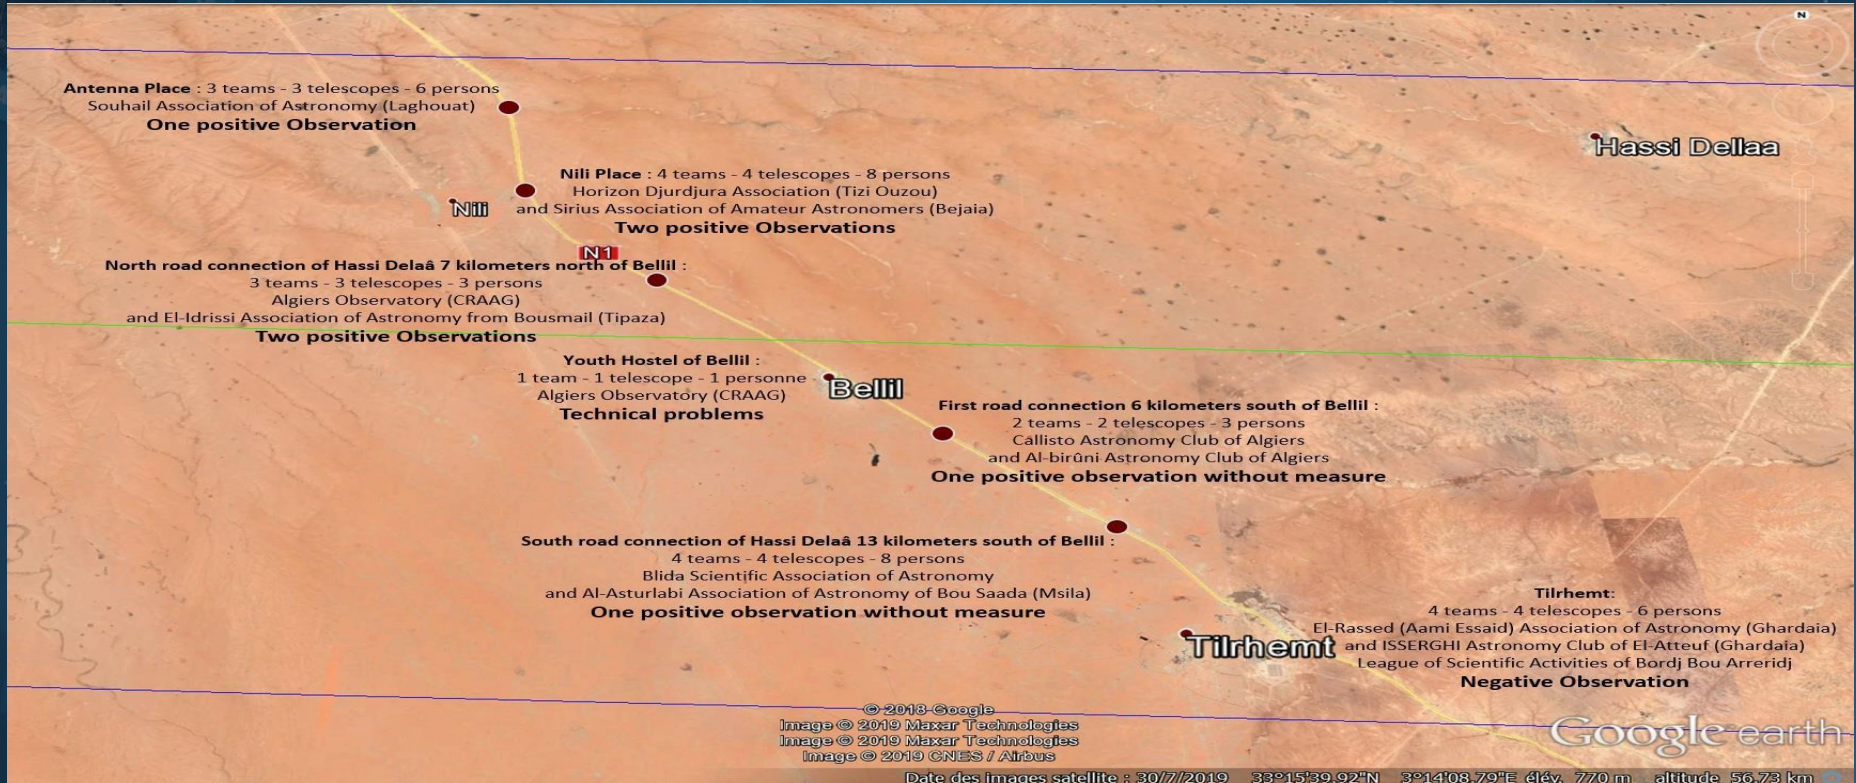 N
Antenna Place : 3 teams - 3 telescopes - 6 persons
Souhail Association of Astronomy (Laghouat)
One positive Observation
Hassi Dellaa
Nili Place : 4 teams - 4 telescopes - 8 persons
Horizon Djurdjura Association (Tizi Ouzou)
and Sirius Association of Amateur Astronomers (Bejaia)
Two positive Observations
Nili
N1
North road connection of Hassi Delaâ 7 kilometers north of Bellil :
3 teams - 3 telescopes - 3 persons
Algiers Observatory (CRAAG)
and El-Idrissi Association of Astronomy from Bousmail (Tipaza)
Two positive Observations
Youth Hostel of Bellil :
1 team - 1 telescope - 1 personne
Algiers Observatory (CRAAG)
Technical problems
Bellil
First road connection 6 kilometers south of Bellil :
2 teams - 2 telescopes - 3 persons
Callisto Astronomy Club of Algiers
and Al-birûni Astronomy Club of Algiers
One positive observation without measure
South road connection of Hassi Delaâ 13 kilometers south of Bellil :
4 teams - 4 telescopes - 8 persons
Blida Scientific Association of Astronomy
and Al-Asturlabi Association of Astronomy of Bou Saada (Msila)
One positive observation without measure
Tilrhemt
Tilrhemt:
4 teams - 4 telescopes - 6 persons
El-Rassed (Aami Essaid) Association of Astronomy (Ghardaia)
and ISSERGHI Astronomy Club of El-Atteuf (Ghardaia)
League of Scientific Activities of Bordj Bou Arreridj
Negative Observation
© 2018 Google
Image © 2019 Maxar Technologies
Image © 2019 Maxar Technologies
Image © 2019 CNES / Airbus
Google earth
Date des images satellite : 30/7/2019 33°15'39.92"N 3°14'08.79"E élév. 770 m altitude 56.73 km